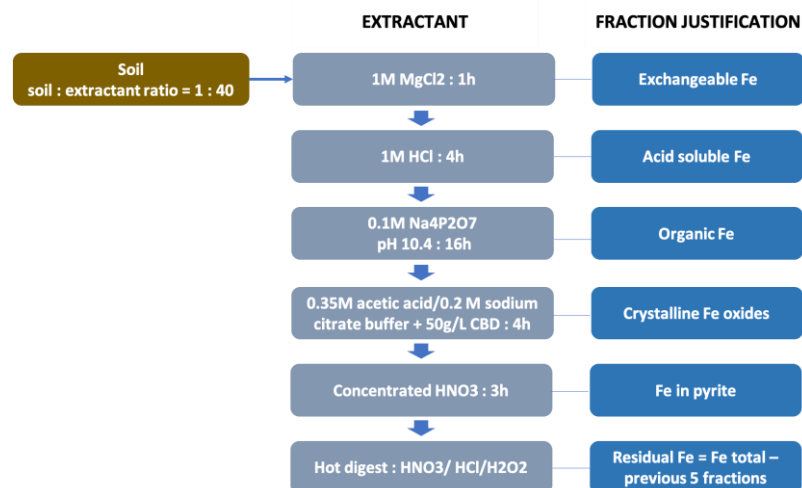 EXTRACTANT
FRACTION JUSTIFICATION
Soil
soil : extractant ratio = 1 : 40
1M MgCl2 : 1h
Exchangeable Fe
1M HCl : 4h
Acid soluble Fe
0.1M Na4P2O7
pH 10.4 : 16h
Organic Fe
0.35M acetic acid/0.2 M sodium
citrate buffer + 50g/L CBD : 4h
Crystalline Fe oxides
Concentrated HNO3 : 3h
Fe in pyrite
Hot digest : HNO3/ HCl/H2O2
Residual Fe = Fe total –
previous 5 fractions